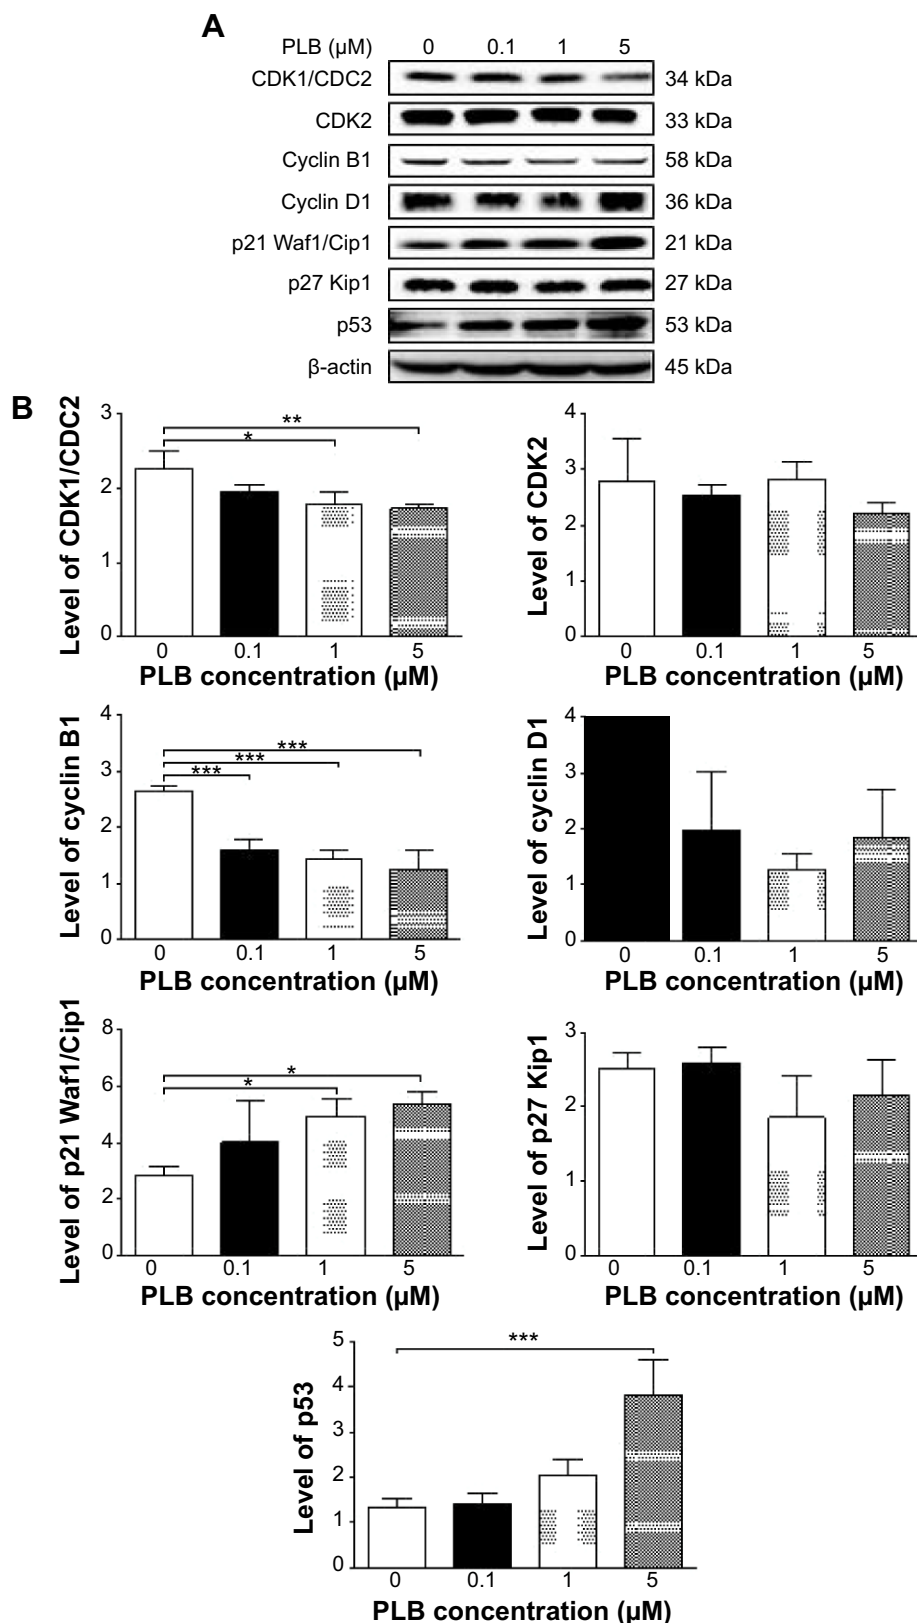 A
PLB (µM) 0 0.1 1 5
CDK1/CDC2 34 kDa
CDK2 33 kDa
Cyclin B1 58 kDa
Cyclin D1 36 kDa
p21 Waf1/Cip1 21 kDa
p27 Kip1 27 kDa
p53 53 kDa
β-actin 45 kDa
B
Level of CDK1/CDC2
3
2
1
0
**
*
0 0.1 1 5
PLB concentration (µM)
Level of CDK2
4
3
2
1
0
0 0.1 1 5
PLB concentration (µM)
Level of cyclin B1
4
3
2
1
0
***
***
***
0 0.1 1 5
PLB concentration (µM)
Level of cyclin D1
4
3
2
1
0
0 0.1 1 5
PLB concentration (µM)
Level of p21 Waf1/Cip1
8
6
4
2
0
*
*
0 0.1 1 5
PLB concentration (µM)
Level of p27 Kip1
3
2
1
0
0 0.1 1 5
PLB concentration (µM)
Level of p53
5
4
3
2
1
0
***
0 0.1 1 5
PLB concentration (µM)